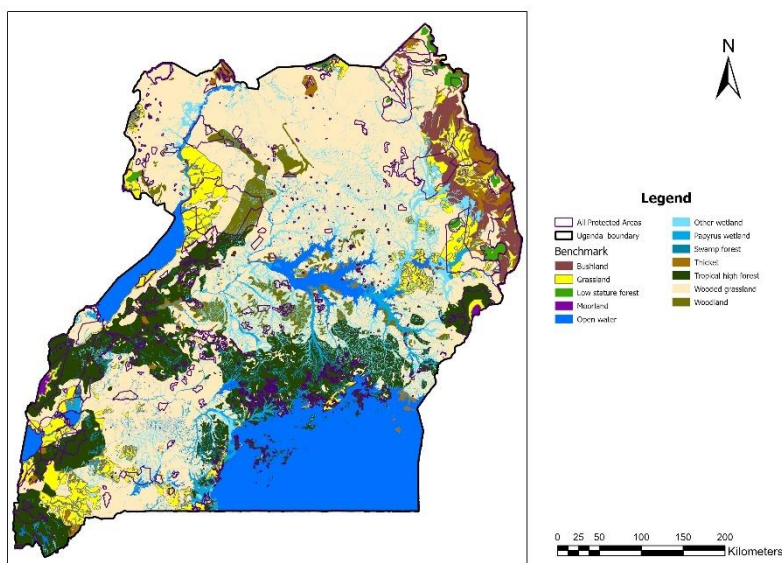 N
Legend
All Protected Areas
Uganda boundary
Benchmark
Bushland
Grassland
Low stature forest
Moorland
Open water
Other wetland
Papyrus wetland
Swamp forest
Thicket
Tropical high forest
Wooded grassland
Woodland
0 25 50 100 150 200
Kilometers